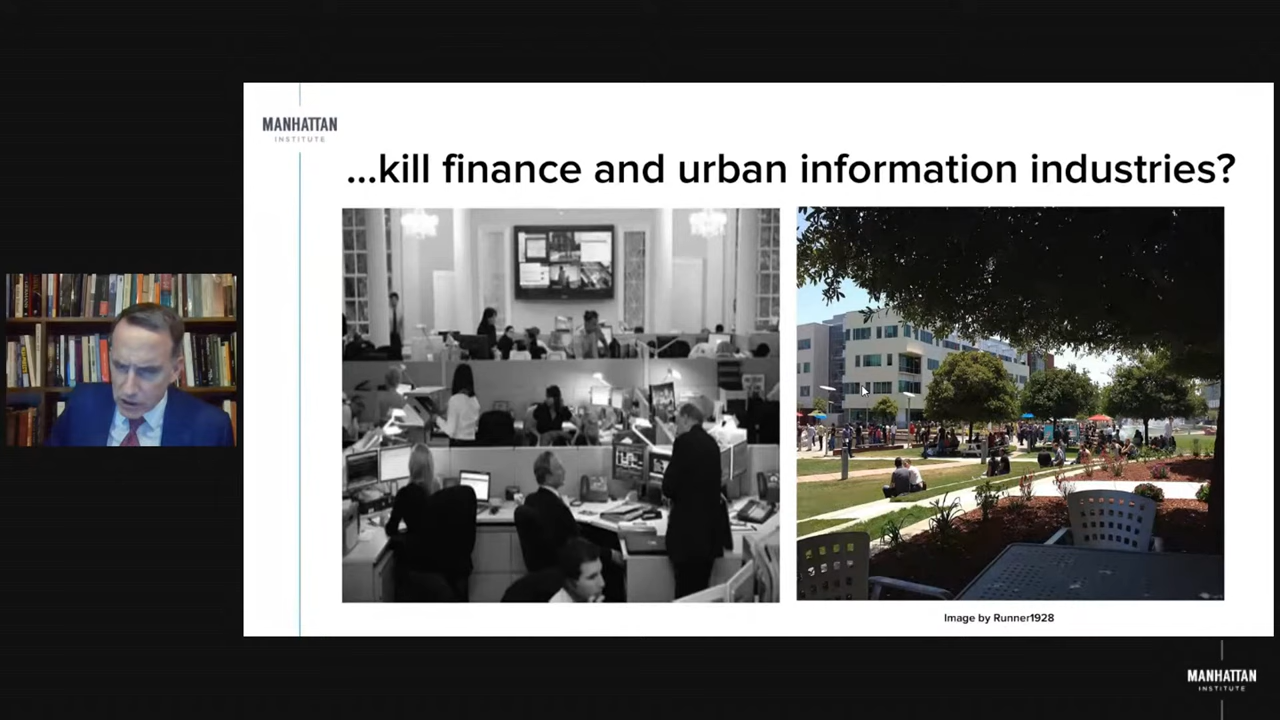 MANHATTAN
INSTITUTE
...kill finance and urban information industries?
Image by Runner1928
MANHATTAN
INSTITUTE